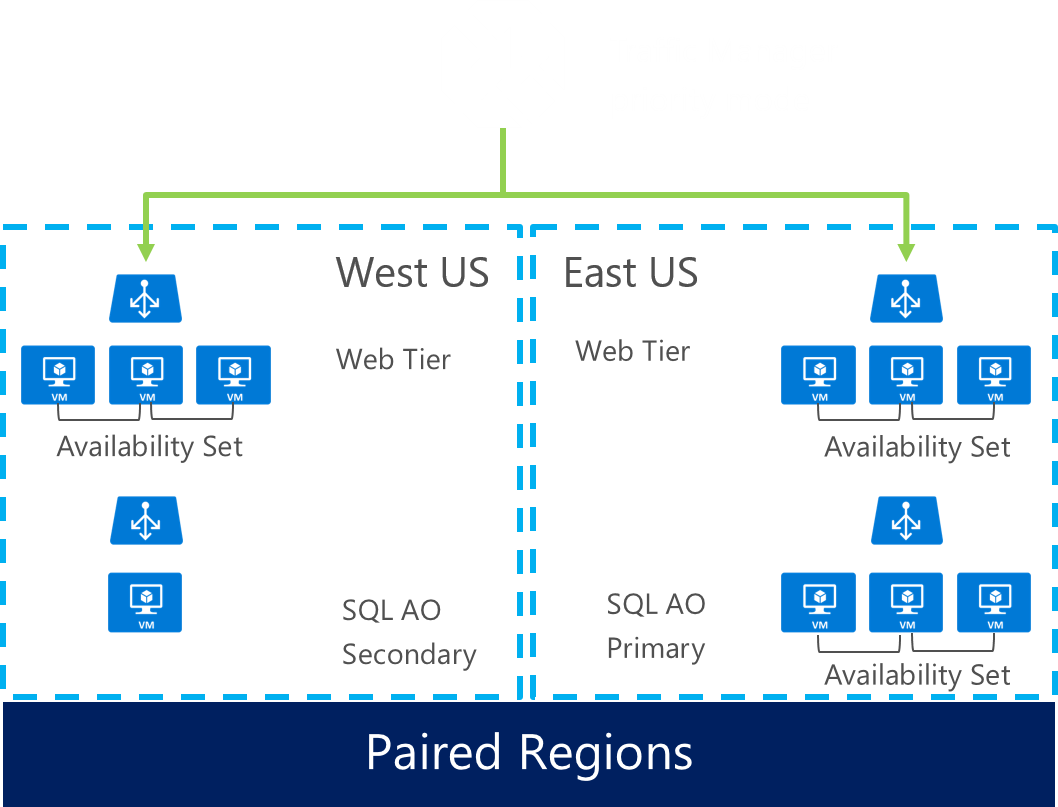 West US
Web Tier
VM
VM
VM
Availability Set
VM
SQL AO
Secondary
East US
Web Tier
VM
VM
VM
Availability Set
SQL AO
Primary
VM
VM
VM
Availability Set
Paired Regions